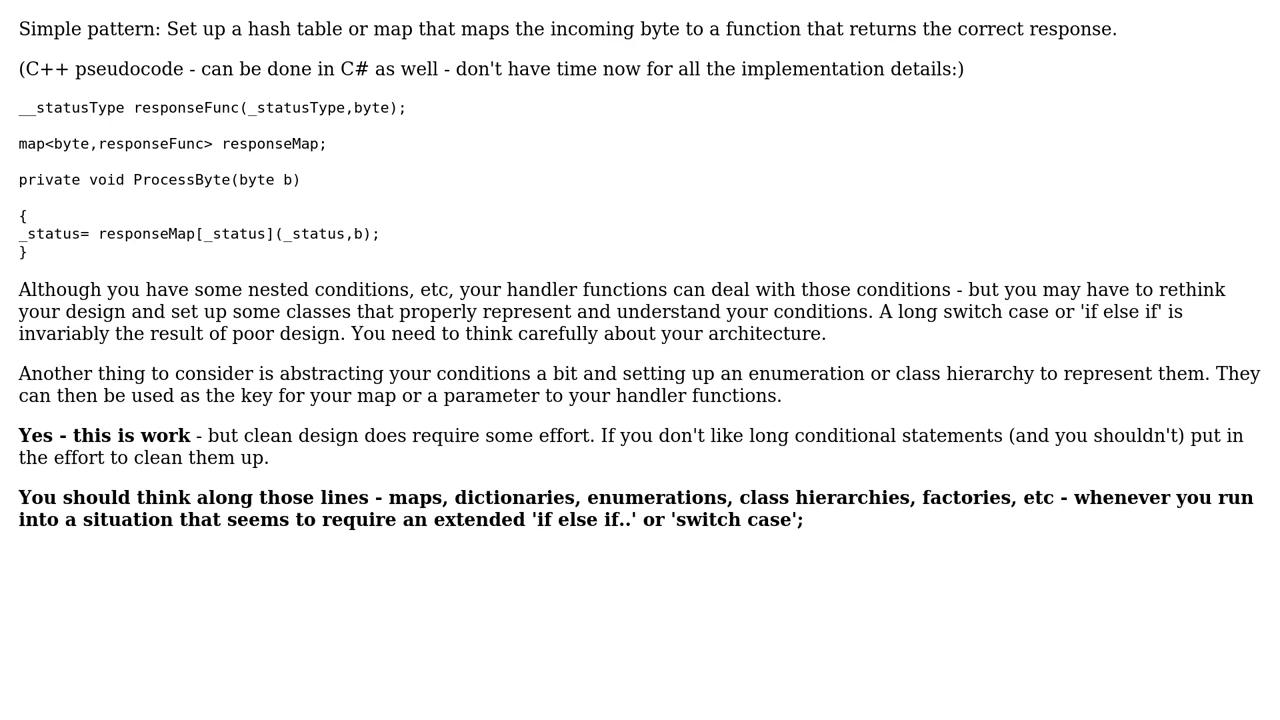 Simple pattern: Set up a hash table or map that maps the incoming byte to a function that returns the correct response.
(C++ pseudocode - can be done in C# as well - don't have time now for all the implementation details:)
__statusType responseFunc(_statusType,byte);
map<byte,responseFunc> responseMap;
private void ProcessByte(byte b)
{
_status= responseMap[_status](_status,b);
}
Although you have some nested conditions, etc, your handler functions can deal with those conditions - but you may have to rethink
your design and set up some classes that properly represent and understand your conditions. A long switch case or 'if else if' is
invariably the result of poor design. You need to think carefully about your architecture.
Another thing to consider is abstracting your conditions a bit and setting up an enumeration or class hierarchy to represent them. They
can then be used as the key for your map or a parameter to your handler functions.
Yes - this is work - but clean design does require some effort. If you don't like long conditional statements (and you shouldn't) put in
the effort to clean them up.
You should think along those lines - maps, dictionaries, enumerations, class hierarchies, factories, etc - whenever you run
into a situation that seems to require an extended 'if else if..' or 'switch case';